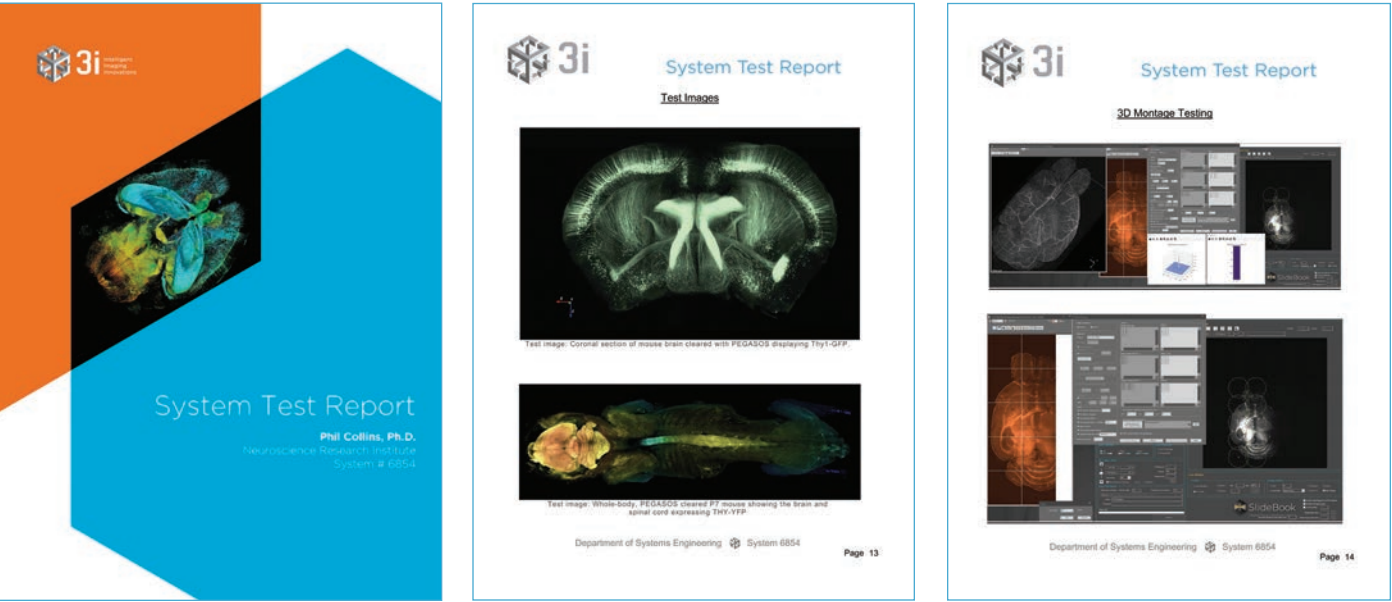 3i
Intelligent
Imaging
Innovations
System Test Report
Phil Collins, Ph.D.
Neuroscience Research Institute
System # 6854
3i
System Test Report
Test Images
Test image: Coronal section of mouse brain cleared with PEGASOS displaying Thy1-GFP.
Test image: Whole-body, PEGASOS cleared P7 mouse showing the brain and
spinal cord expressing THY-YFP
Department of Systems Engineering System 6854
Page 13
3i
System Test Report
3D Montage Testing
SlideBook
SlideBook
Department of Systems Engineering System 6854
Page 14